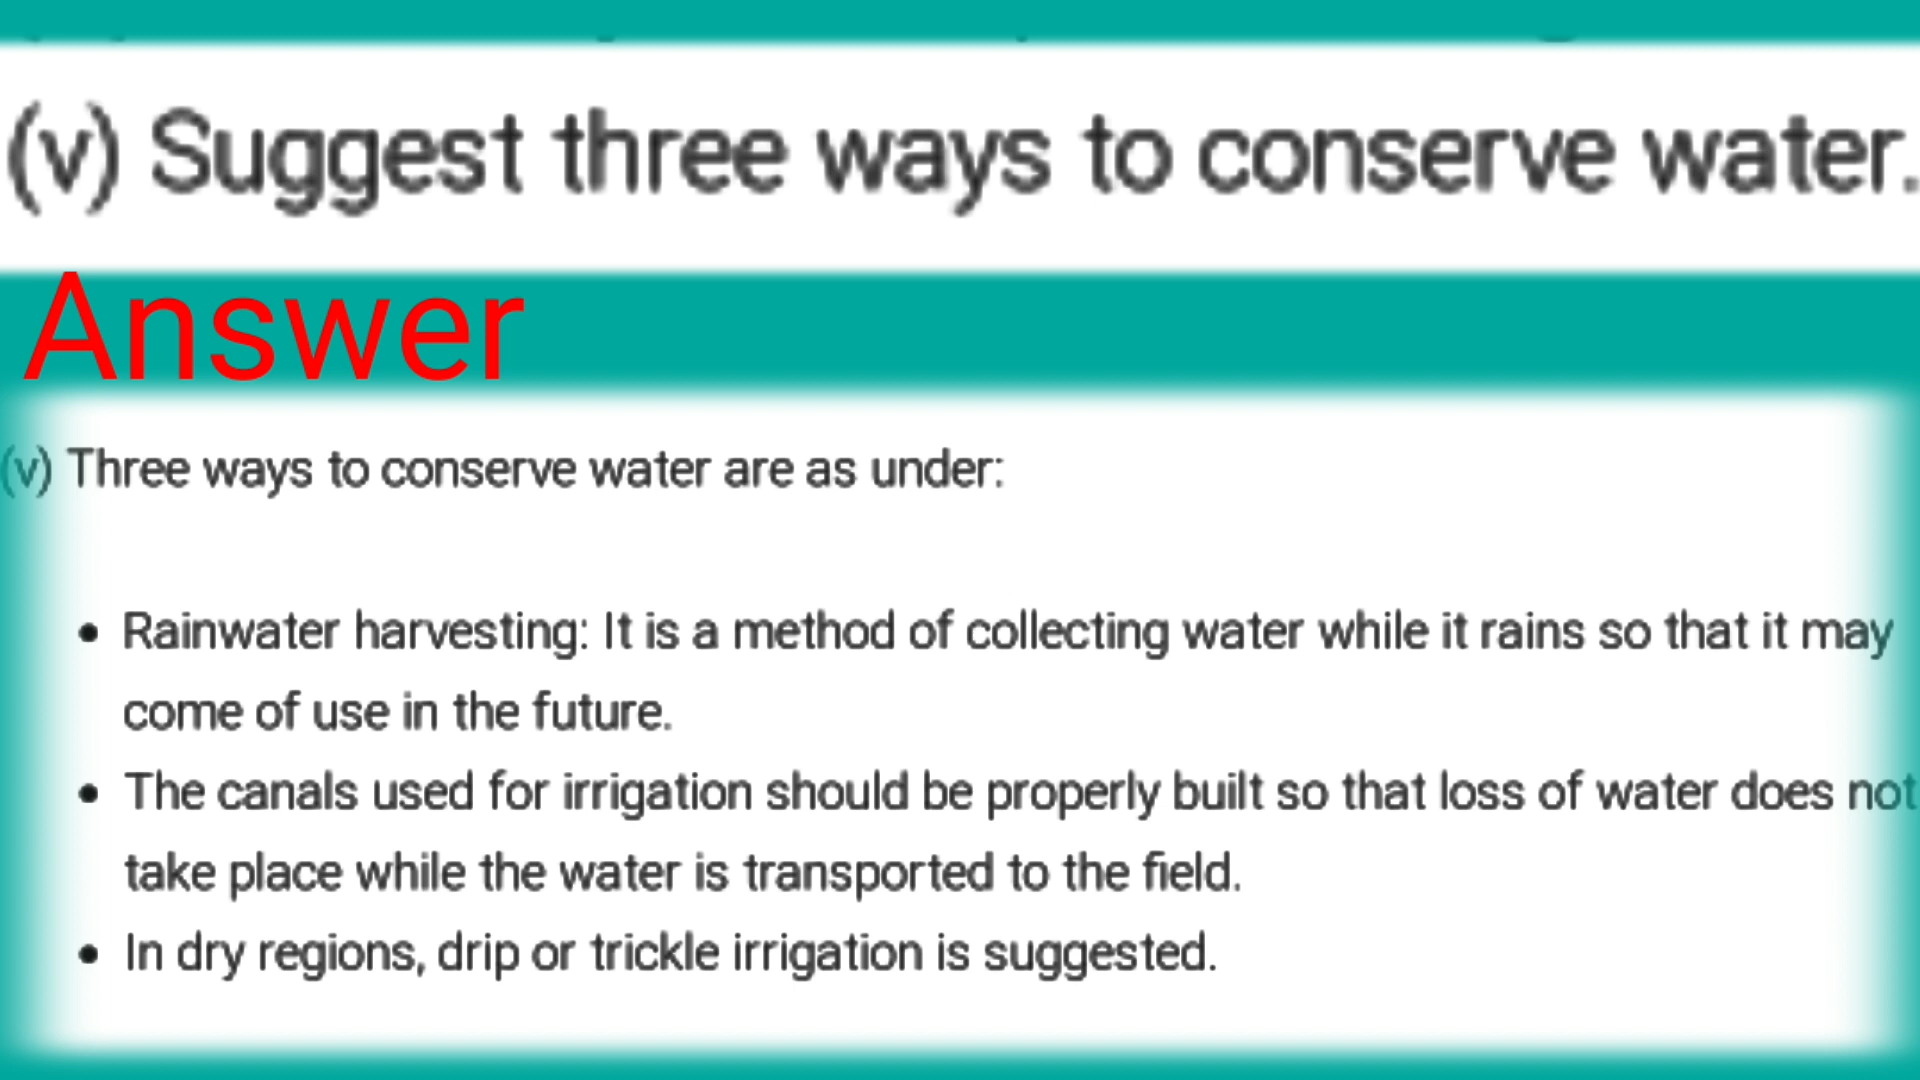 (v) Suggest three ways to conserve water.
Answer
(v) Three ways to conserve water are as under:
• Rainwater harvesting: It is a method of collecting water while it rains so that it may
come of use in the future.
• The canals used for irrigation should be properly built so that loss of water does not
take place while the water is transported to the field.
• In dry regions, drip or trickle irrigation is suggested.